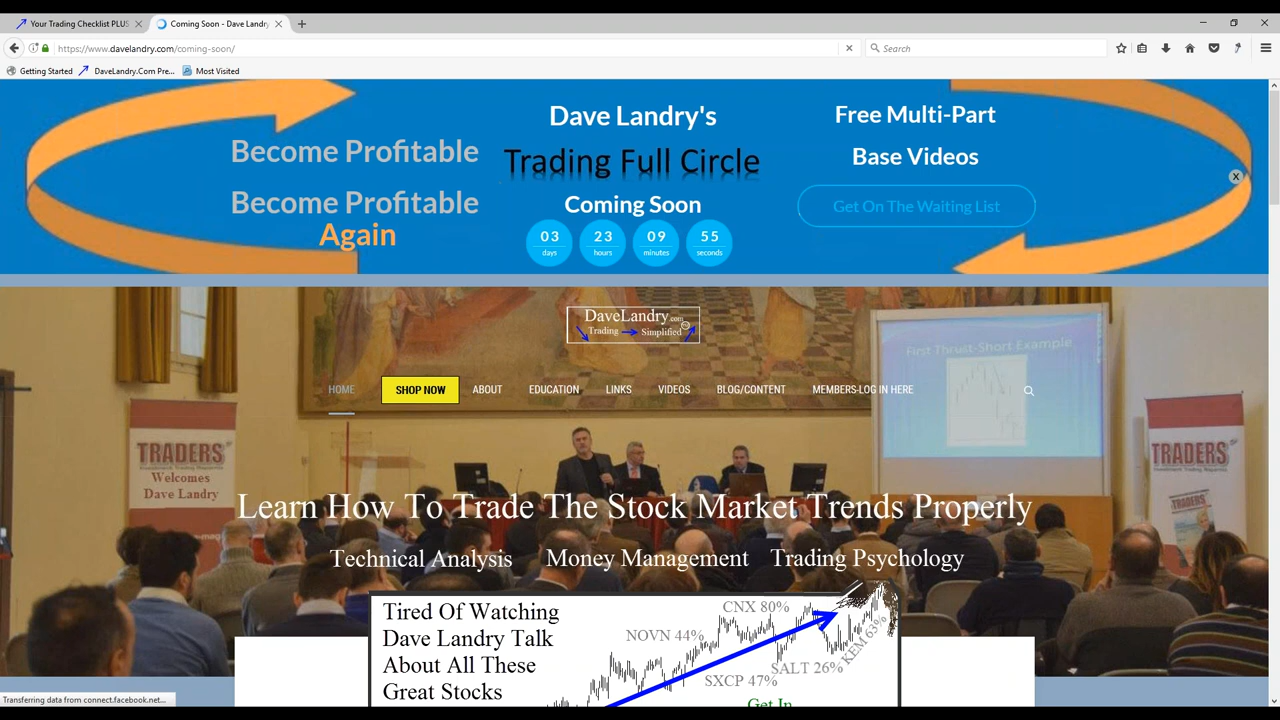 Your Trading Checklist PLUS
Coming Soon - Dave Landry
https://www.davelandry.com/coming-soon/
Search
Getting Started
DaveLandry.Com Pre...
Most Visited
Become Profitable
Become Profitable
Again
Dave Landry's
Trading Full Circle
Coming Soon
03 23 09 55
days hours minutes seconds
Free Multi-Part
Base Videos
Get On The Waiting List
X
DaveLandry.com
Trading Simplified
HOME SHOP NOW ABOUT EDUCATION LINKS VIDEOS BLOG/CONTENT MEMBERS-LOG IN HERE
First Thrust-Short Example
TRADERS'
Welcomes
Dave Landry
TRADERS'
TRADERS'
Learn How To Trade The Stock Market Trends Properly
Technical Analysis Money Management Trading Psychology
Tired Of Watching
Dave Landry Talk
About All These
Great Stocks
CNX 80%
NOVN 44%
KEM 63%
SALT 26%
SXCP 47%
Get In
Transferring data from connect.facebook.net...